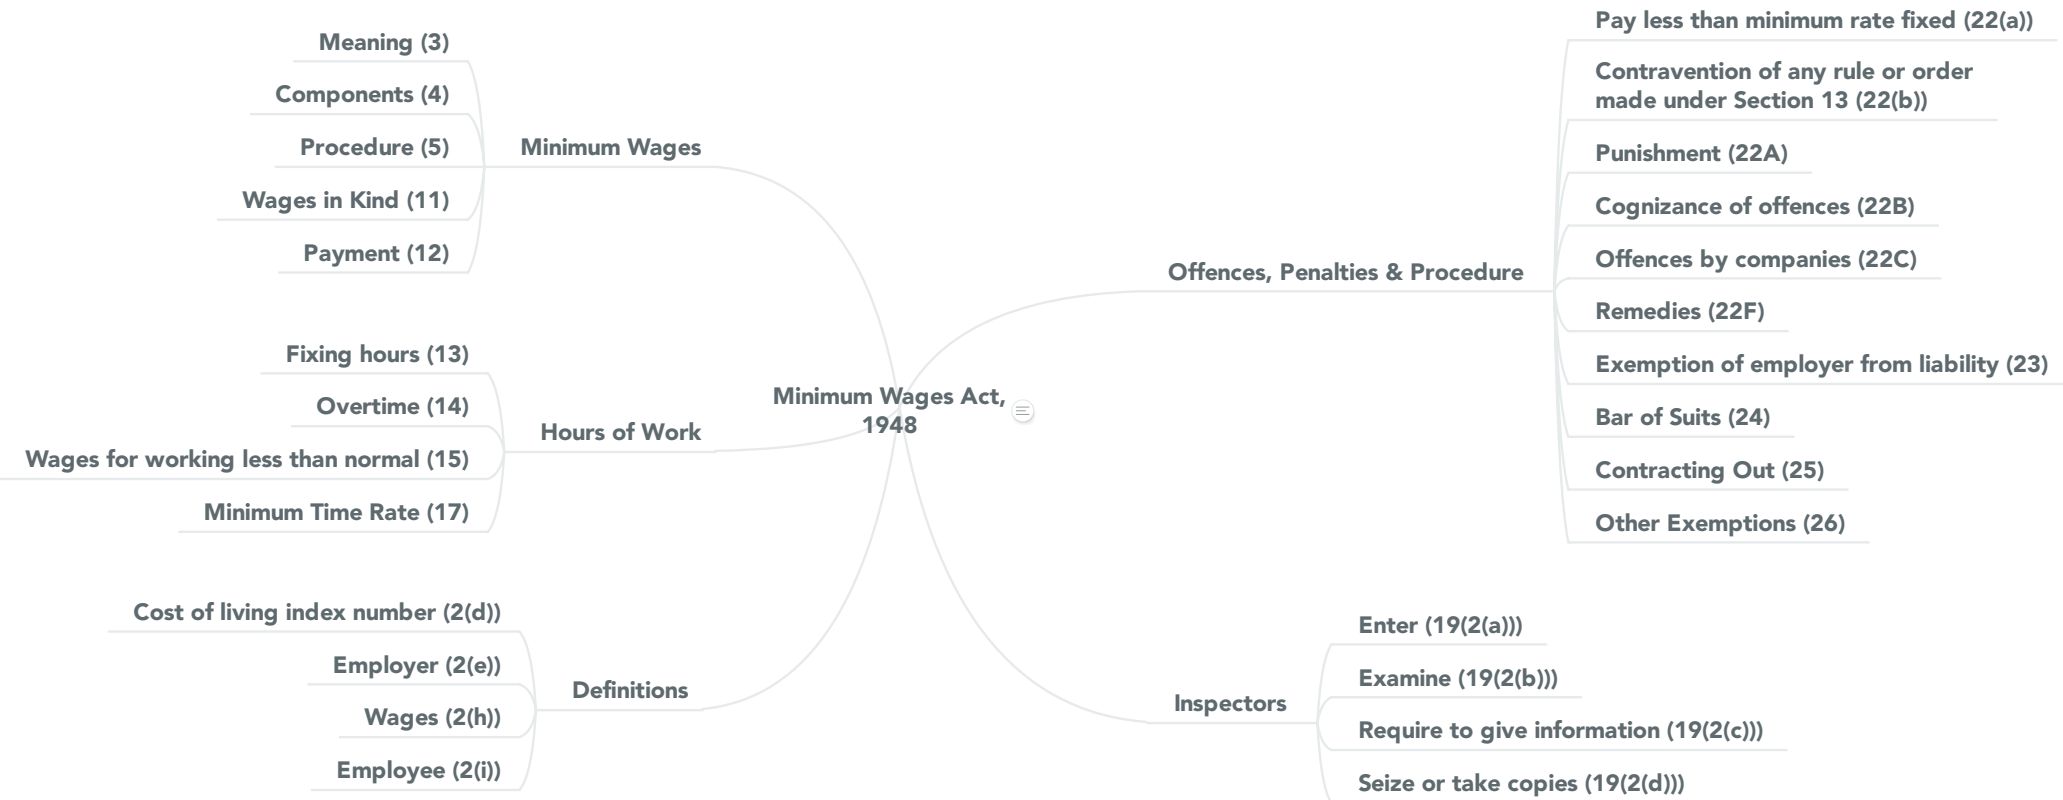 Minimum Wages Act,
1948
Minimum Wages
Meaning (3)
Components (4)
Procedure (5)
Wages in Kind (11)
Payment (12)
Hours of Work
Fixing hours (13)
Overtime (14)
Wages for working less than normal (15)
Minimum Time Rate (17)
Definitions
Cost of living index number (2(d))
Employer (2(e))
Wages (2(h))
Employee (2(i))
Offences, Penalties & Procedure
Pay less than minimum rate fixed (22(a))
Contravention of any rule or order
made under Section 13 (22(b))
Punishment (22A)
Cognizance of offences (22B)
Offences by companies (22C)
Remedies (22F)
Exemption of employer from liability (23)
Bar of Suits (24)
Contracting Out (25)
Other Exemptions (26)
Inspectors
Enter (19(2(a)))
Examine (19(2(b)))
Require to give information (19(2(c)))
Seize or take copies (19(2(d)))